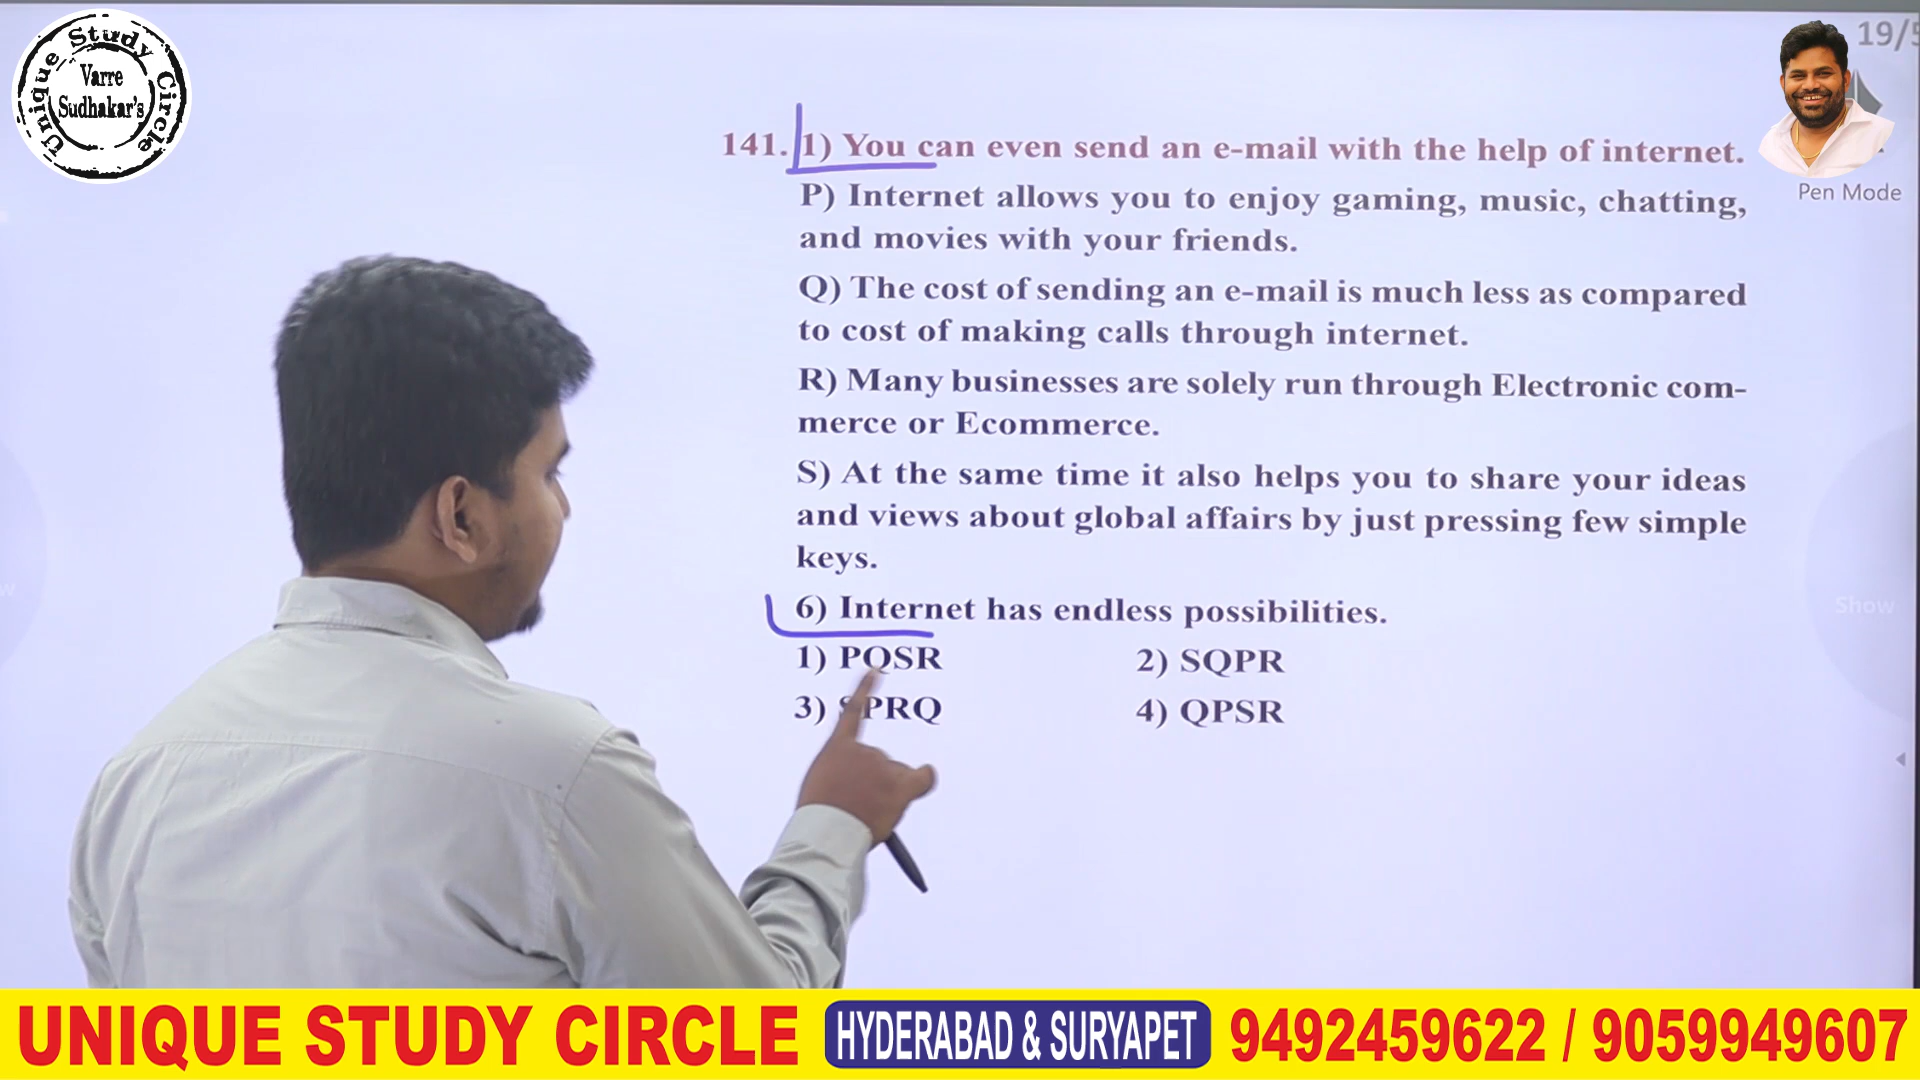 Unique Study Circle
Varre
Sudhakar's
19/5
Pen Mode
141. 1) You can even send an e-mail with the help of internet.
P) Internet allows you to enjoy gaming, music, chatting,
and movies with your friends.
Q) The cost of sending an e-mail is much less as compared
to cost of making calls through internet.
R) Many businesses are solely run through Electronic com-
merce or Ecommerce.
S) At the same time it also helps you to share your ideas
and views about global affairs by just pressing few simple
keys.
Show
6) Internet has endless possibilities.
1) PQSR 2) SQPR
3) SPRQ 4) QPSR
UNIQUE STUDY CIRCLE HYDERABAD & SURYAPET 9492459622 / 9059949607